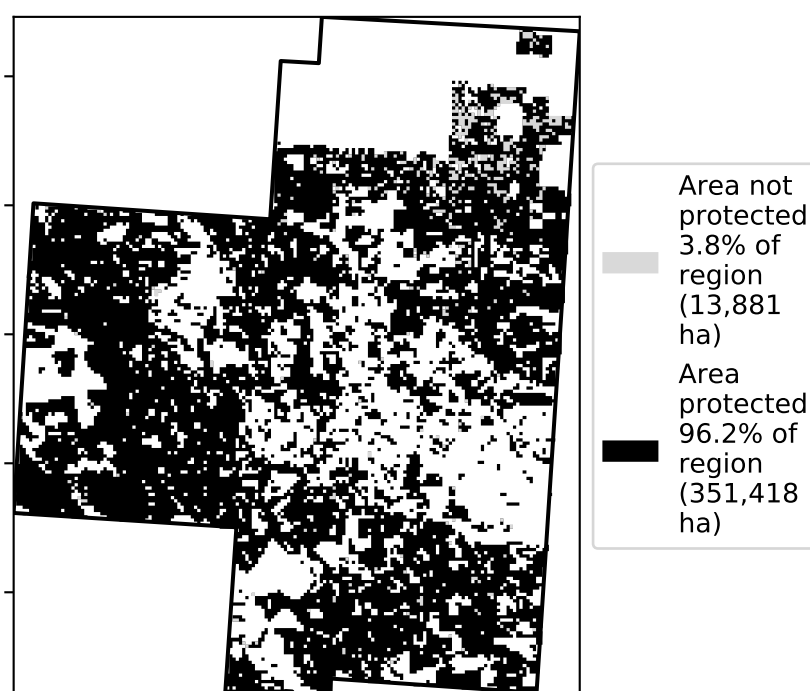 Area not
protected
3.8% of
region
(13,881
ha)
Area
protected
96.2% of
region
(351,418
ha)